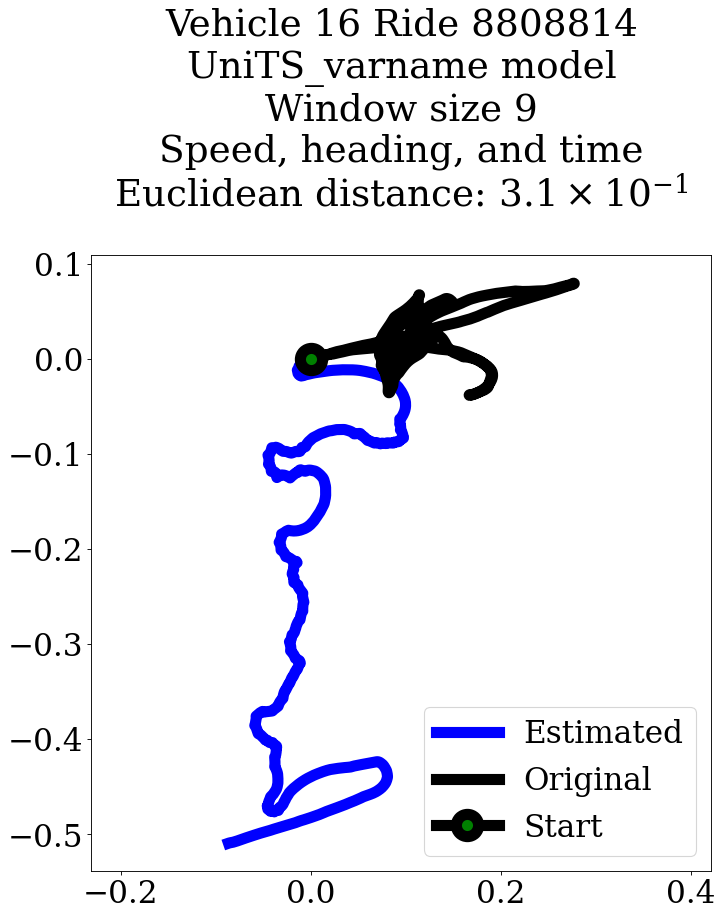 Vehicle 16 Ride 8808814
UniTS_varname model
Window size 9
Speed, heading, and time
Euclidean distance: 3.1 × 10⁻¹
0.1
0.0
−0.1
−0.2
−0.3
−0.4
−0.5
−0.2
0.0
0.2
0.4
Estimated
Original
Start